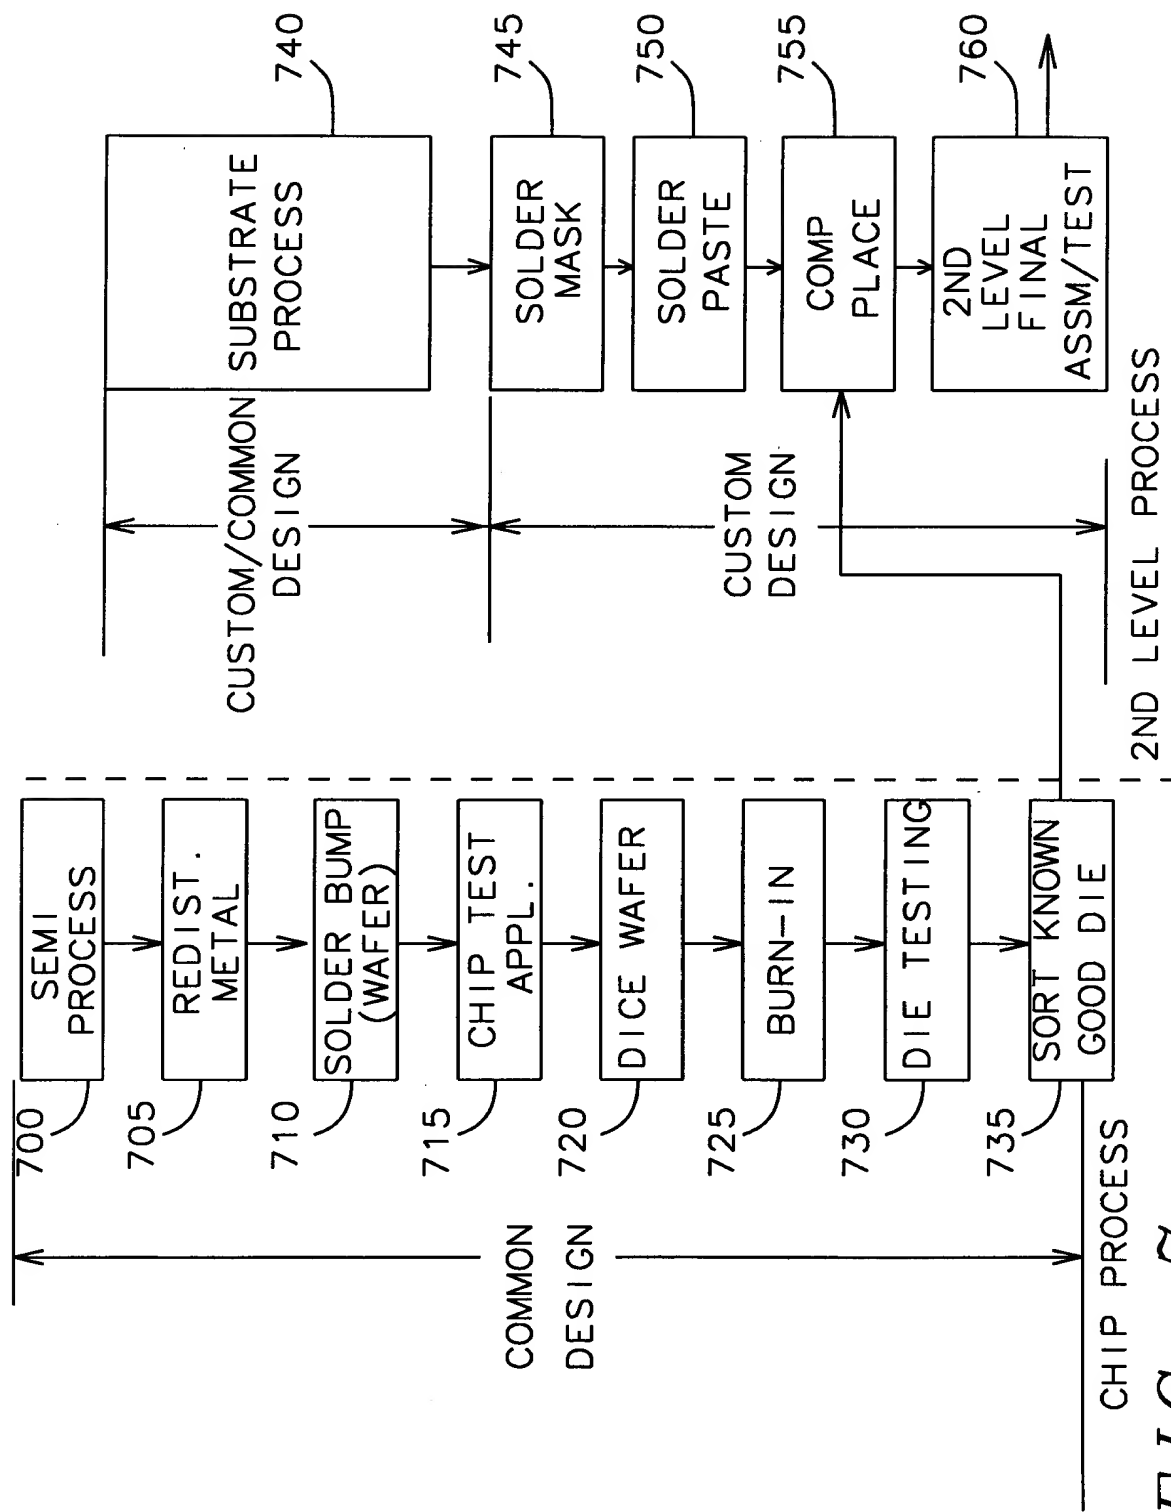 700
SEMI
PROCESS
705
REDIST.
METAL
710
SOLDER BUMP
(WAFER)
715
CHIP TEST
APPL.
720
DICE WAFER
725
BURN-IN
730
DIE TESTING
735
SORT KNOWN
GOOD DIE
COMMON
DESIGN
CHIP PROCESS
CUSTOM/COMMON
DESIGN
SUBSTRATE
PROCESS
740
CUSTOM
DESIGN
SOLDER
MASK
745
SOLDER
PASTE
750
COMP
PLACE
755
2ND
LEVEL
FINAL
ASSM/TEST
760
2ND LEVEL PROCESS
FIG. 7